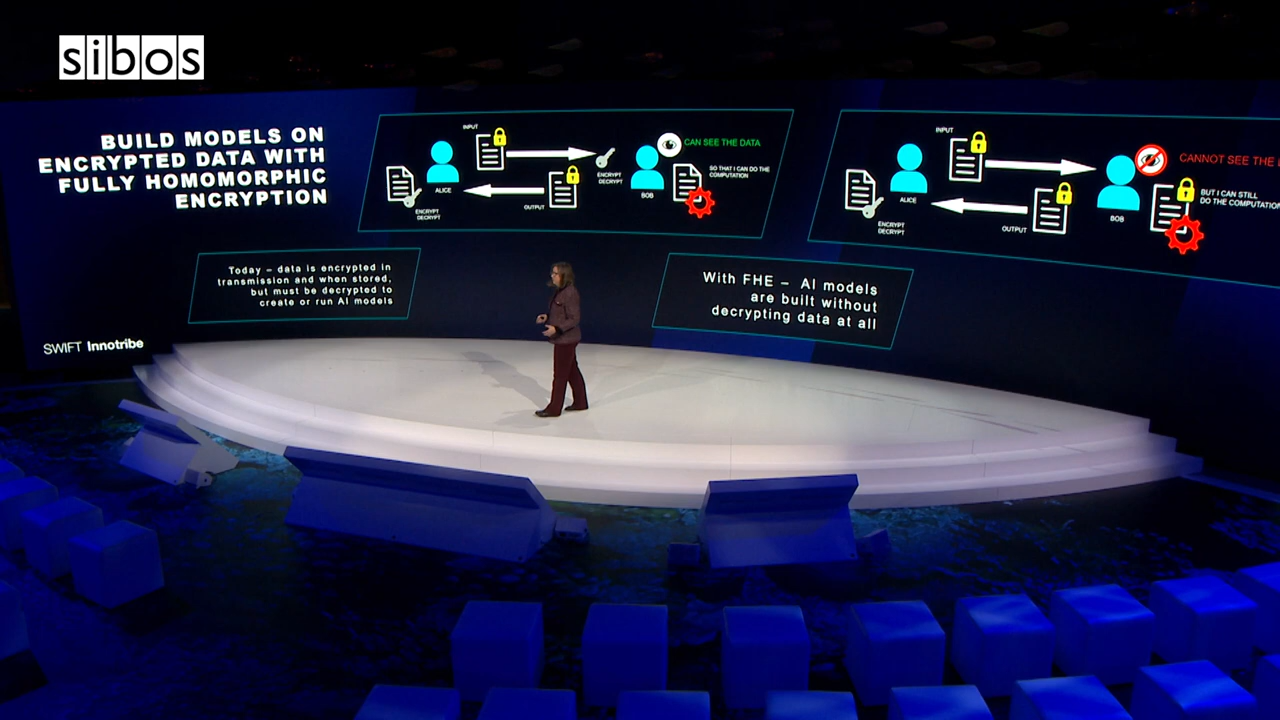 sibos
BUILD MODELS ON
ENCRYPTED DATA WITH
FULLY HOMOMORPHIC
ENCRYPTION
INPUT
CAN SEE THE DATA
SO THAT I CAN DO THE
COMPUTATION
ENCRYPT
DECRYPT
ALICE
BOB
OUTPUT
ENCRYPT
DECRYPT
INPUT
CANNOT SEE THE
BUT I CAN STILL
DO THE COMPUTATION
ALICE
BOB
OUTPUT
ENCRYPT
DECRYPT
Today – data is encrypted in
transmission and when stored,
but must be decrypted to
create or run AI models
With FHE – AI models
are built without
decrypting data at all
SWIFT Innotribe